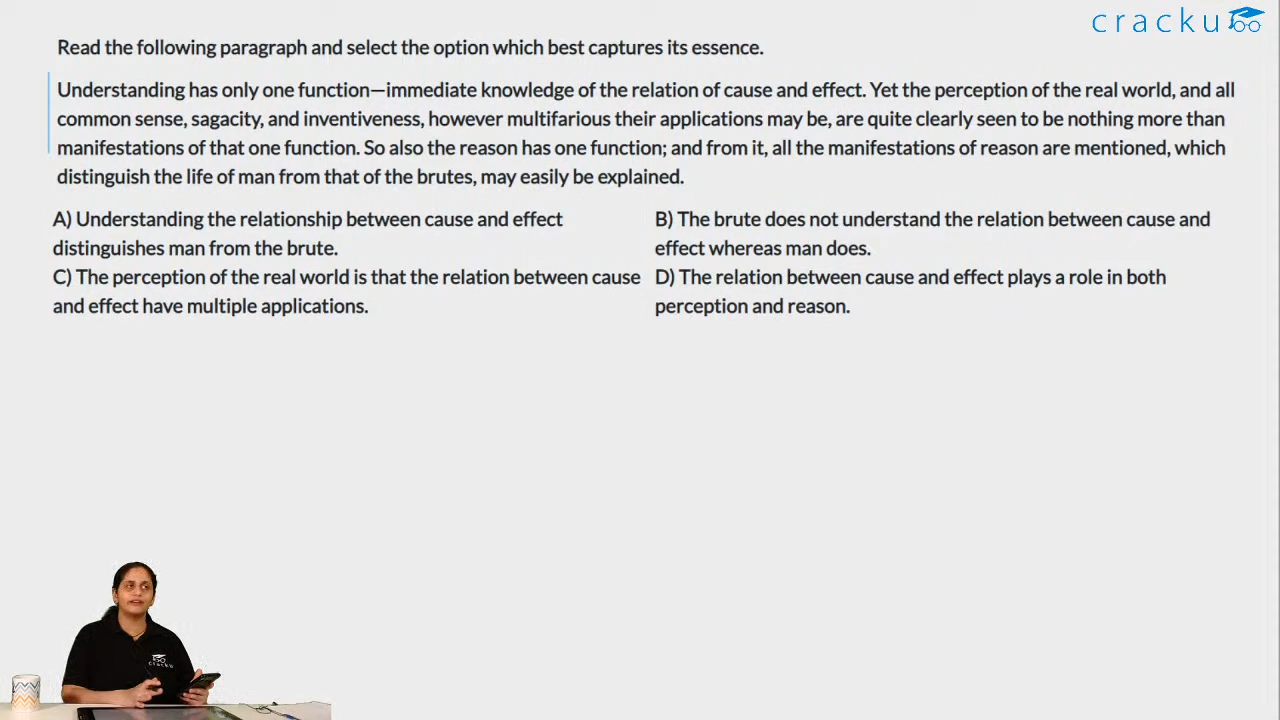 cracku
Read the following paragraph and select the option which best captures its essence.
Understanding has only one function—immediate knowledge of the relation of cause and effect. Yet the perception of the real world, and all
common sense, sagacity, and inventiveness, however multifarious their applications may be, are quite clearly seen to be nothing more than
manifestations of that one function. So also the reason has one function; and from it, all the manifestations of reason are mentioned, which
distinguish the life of man from that of the brutes, may easily be explained.
A) Understanding the relationship between cause and effect
distinguishes man from the brute.
B) The brute does not understand the relation between cause and
effect whereas man does.
C) The perception of the real world is that the relation between cause
and effect have multiple applications.
D) The relation between cause and effect plays a role in both
perception and reason.
cracku